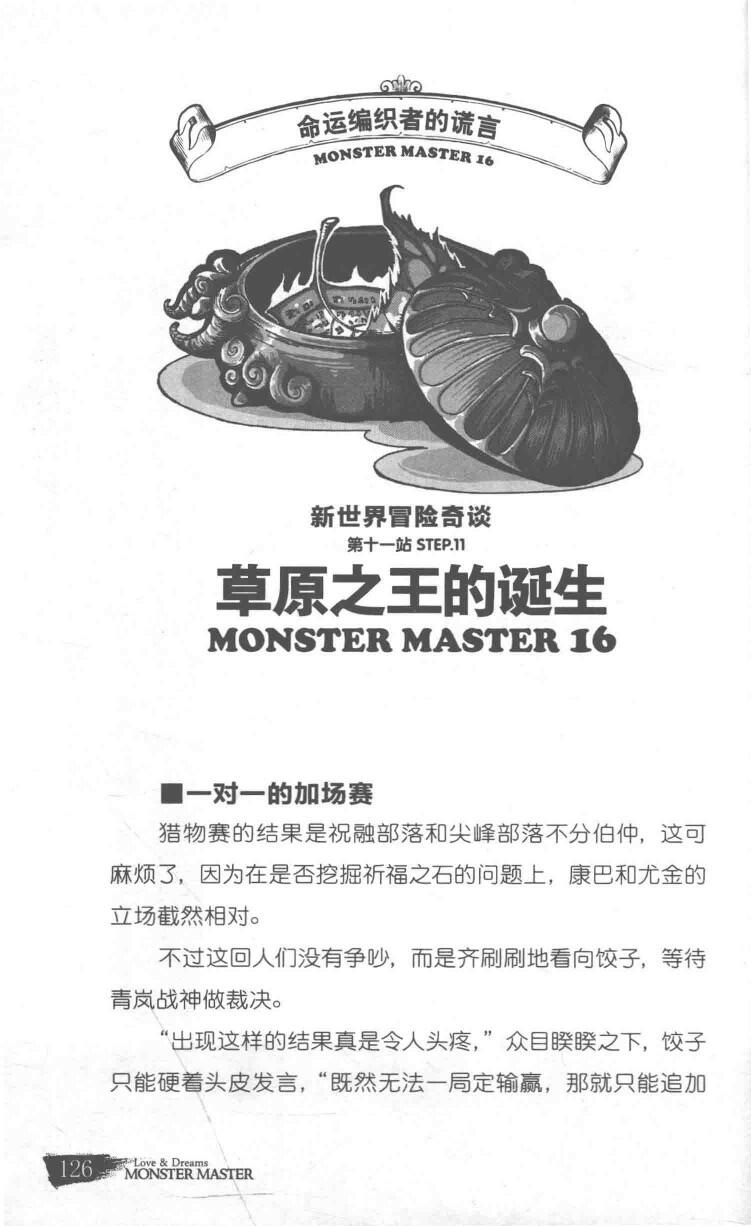 命运编织者的谎言
MONSTER MASTER 16
新世界冒险奇谈
第十一站 STEP.11
草原之王的诞生
MONSTER MASTER 16
■一对一的加场赛
猎物赛的结果是祝融部落和尖峰部落不分伯仲，这可
麻烦了，因为在是否挖掘祈福之石的问题上，康巴和尤金的
立场截然相对。
不过这回人们没有争吵，而是齐刷刷地看向饺子，等待
青岚战神做裁决。
“出现这样的结果真是令人头疼，”众目睽睽之下，饺子
只能硬着头皮发言，“既然无法一局定输赢，那就只能追加
126
Love & Dreams
MONSTER MASTER